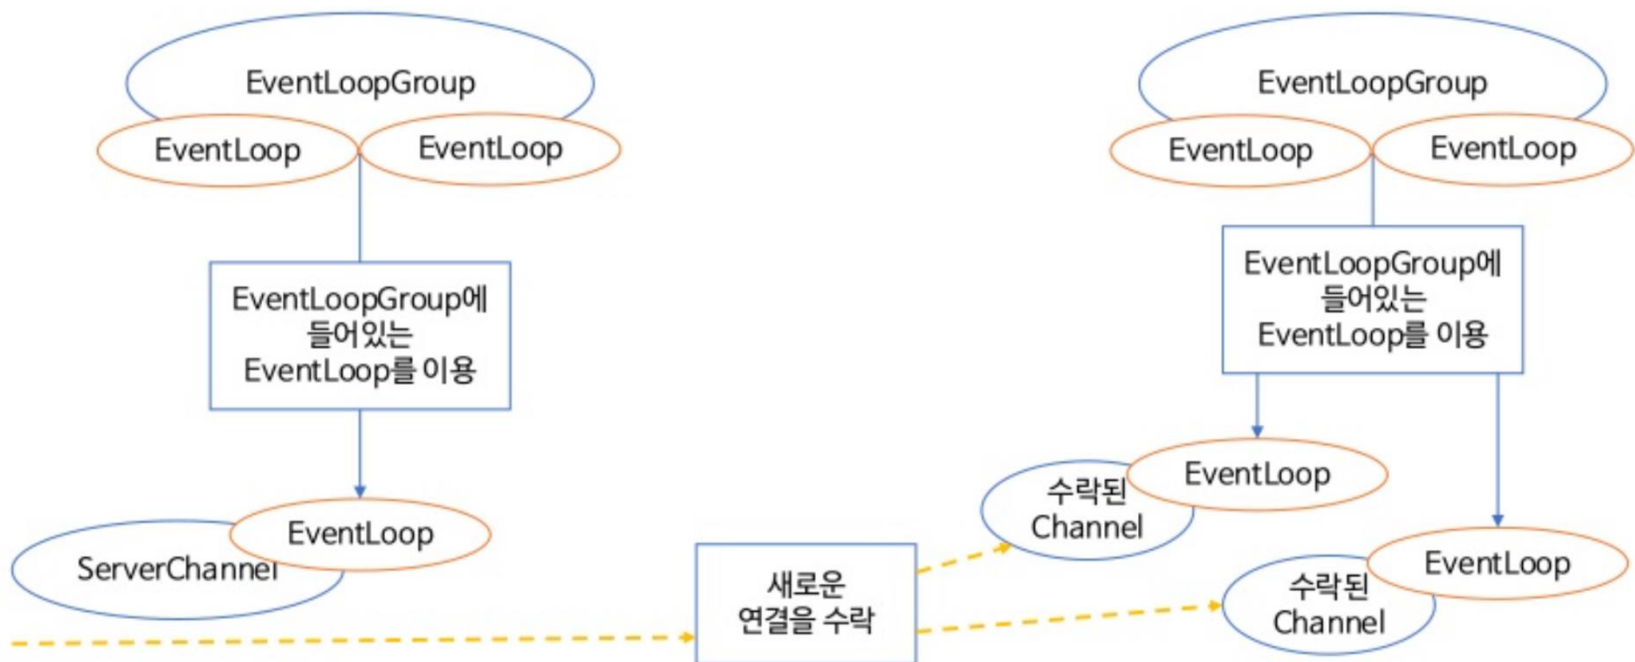 EventLoopGroup
EventLoop
EventLoop
EventLoopGroup에
들어있는
EventLoop를 이용
EventLoop
ServerChannel
새로운
연결을 수락
EventLoopGroup
EventLoop
EventLoop
EventLoopGroup에
들어있는
EventLoop를 이용
EventLoop
수락된
Channel
EventLoop
수락된
Channel